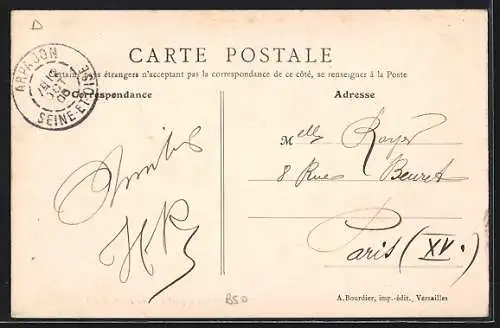 D
CARTE POSTALE
Certains pays étrangers n'acceptant pas la correspondance de ce côté, se renseigner à la Poste
ARPAJON
SEINE-ET-OISE
Correspondance
Adresse
Melle Royer
8 Rue Beuret
Paris (XV.)
Amitiés
A. Bourdier, imp.-édit., Versailles
B50